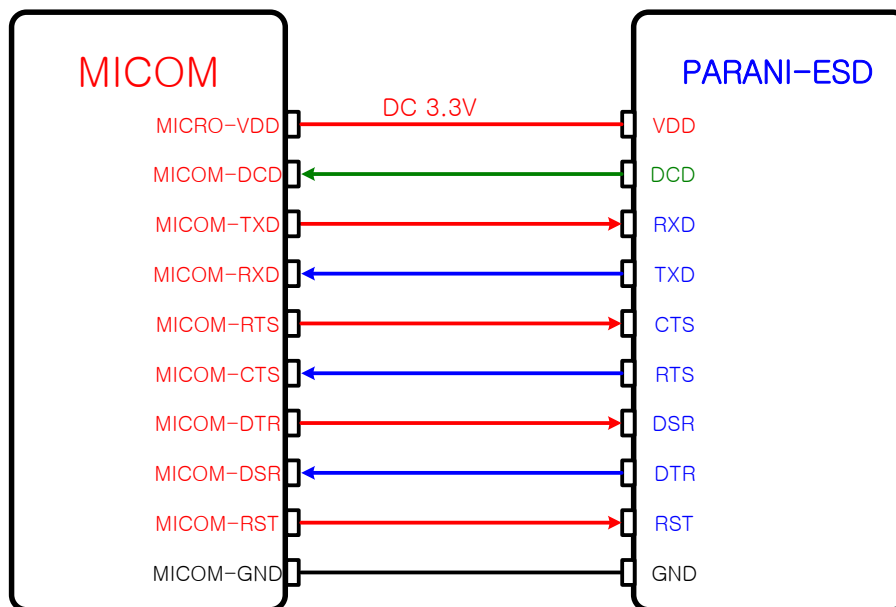 MICOM
PARANI-ESD
DC 3.3V
MICRO-VDD VDD
MICOM-DCD DCD
MICOM-TXD RXD
MICOM-RXD TXD
MICOM-RTS CTS
MICOM-CTS RTS
MICOM-DTR DSR
MICOM-DSR DTR
MICOM-RST RST
MICOM-GND GND